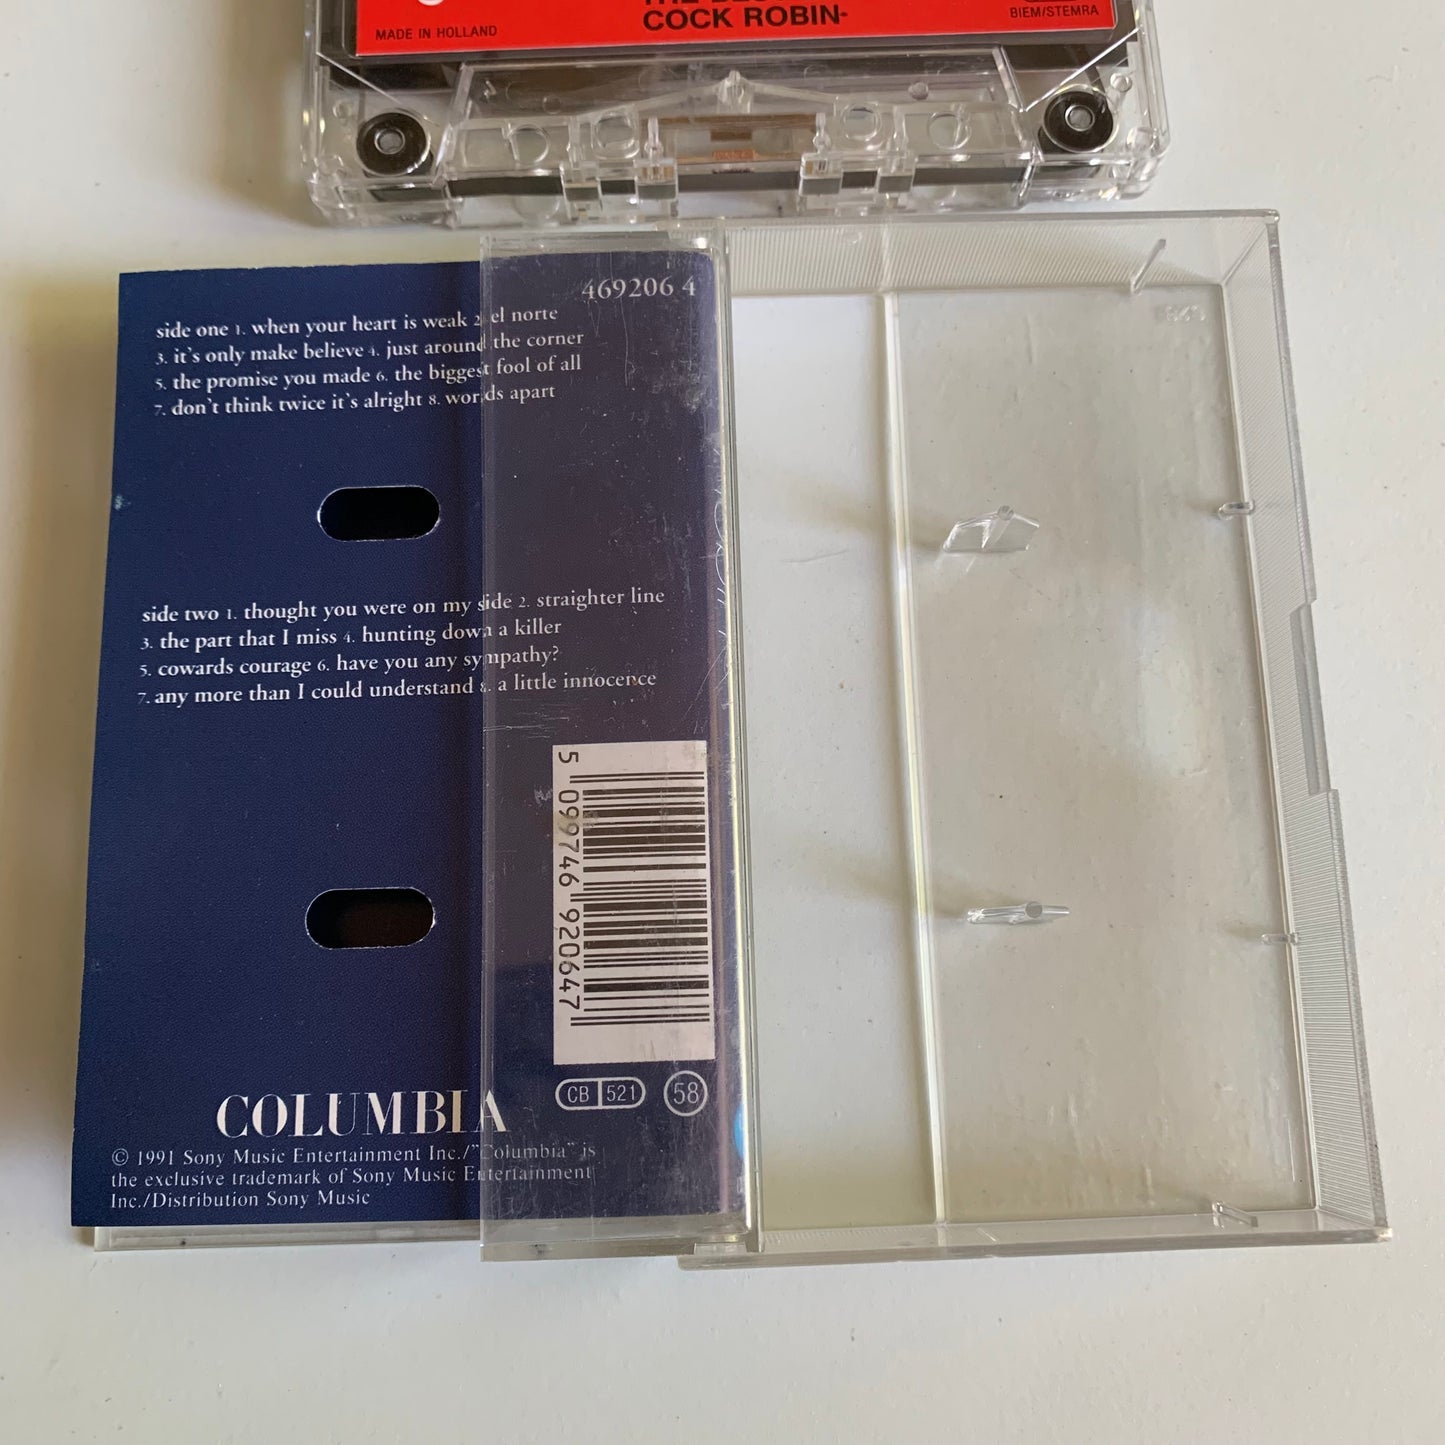 COCK ROBIN-
MADE IN HOLLAND
BIEM/STEMRA
469206 4
side one 1. when your heart is weak 2. el norte
3. it's only make believe 4. just around the corner
5. the promise you made 6. the biggest fool of all
7. don't think twice it's alright 8. worlds apart
side two 1. thought you were on my side 2. straighter line
3. the part that I miss 4. hunting down a killer
5. cowards courage 6. have you any sympathy?
7. any more than I could understand 8. a little innocence
5 099746 920647
CB 521 58
COLUMBIA
© 1991 Sony Music Entertainment Inc./"Columbia" is
the exclusive trademark of Sony Music Entertainment
Inc./Distribution Sony Music